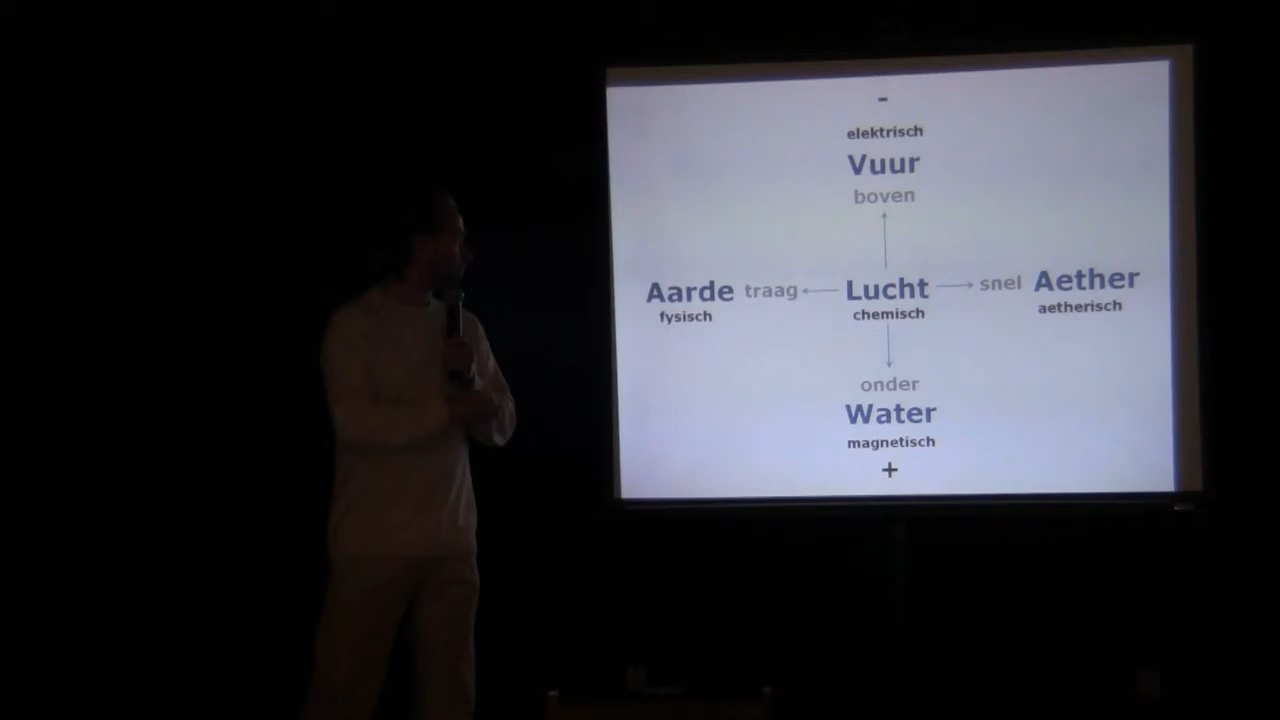 -
elektrisch
Vuur
boven
Aarde traag Lucht snel Aether
fysisch chemisch aetherisch
onder
Water
magnetisch
+